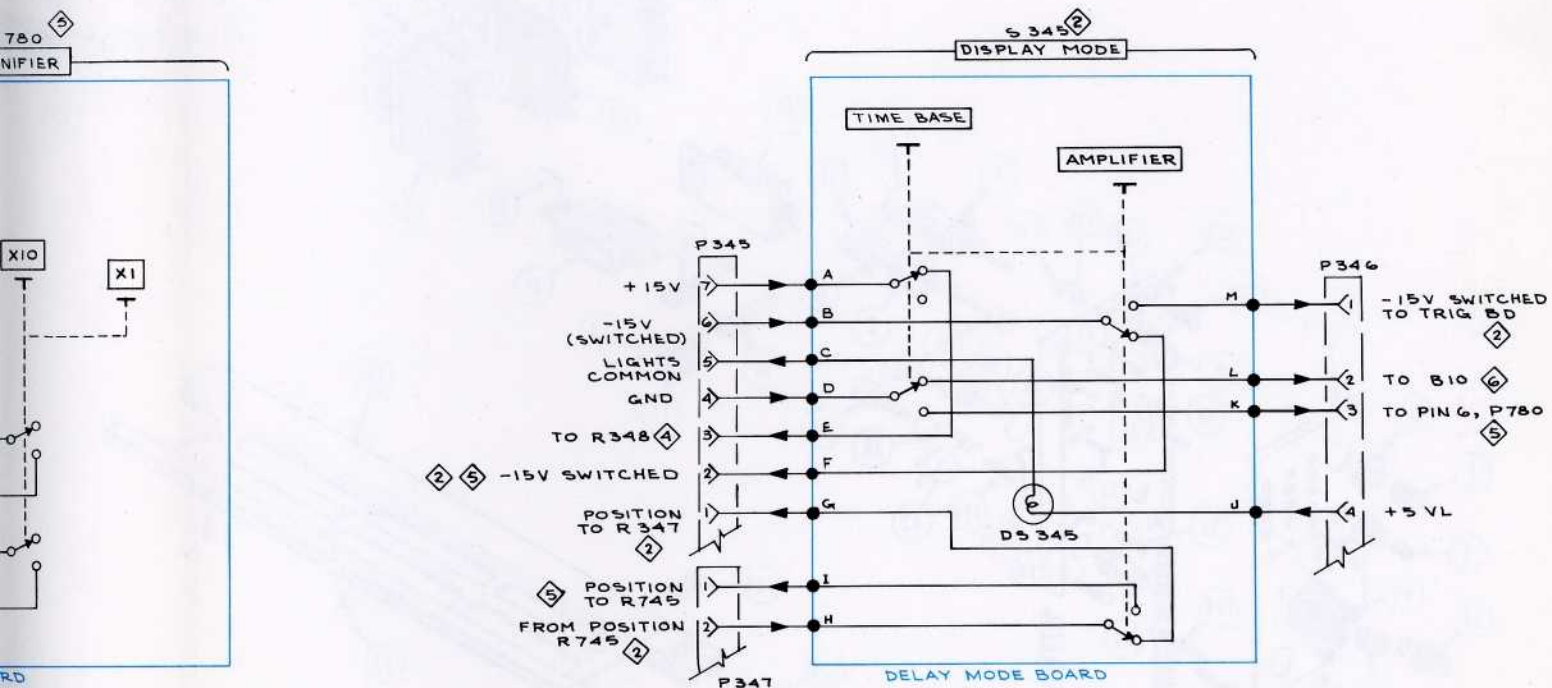 5
780
NIFIER
X10
X1
RD
S 345 2
DISPLAY MODE
TIME BASE
AMPLIFIER
P345
7
6
5
4
3
2
1
+15V
-15V
(SWITCHED)
LIGHTS
COMMON
GND
TO R348 4
2 5 -15V SWITCHED
POSITION
TO R347
2
5 POSITION
TO R745
FROM POSITION
R745 2
1
2
P347
A
B
C
D
E
F
G
I
H
DS 345
M
L
K
J
P346
1
2
3
4
-15V SWITCHED
TO TRIG BD
2
TO B10 6
TO PIN 6, P780
5
+5 VL
DELAY MODE BOARD